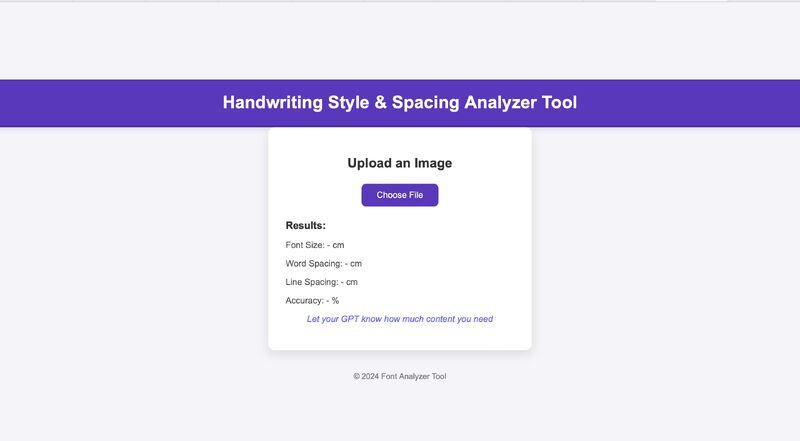 Handwriting Style & Spacing Analyzer Tool
Upload an Image
Choose File
Results:
Font Size: - cm
Word Spacing: - cm
Line Spacing: - cm
Accuracy: - %
Let your GPT know how much content you need
© 2024 Font Analyzer Tool